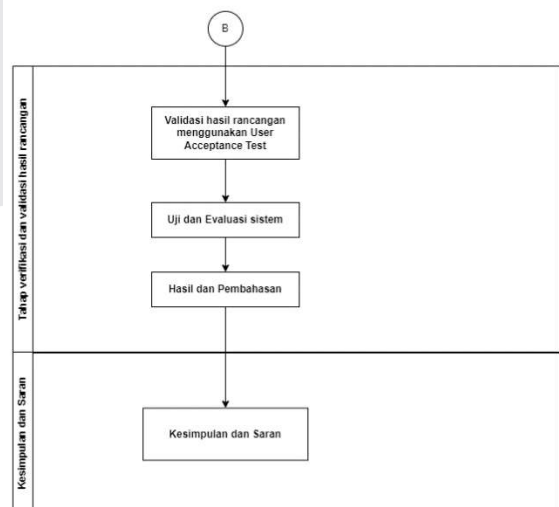 B
Tahap verifikasi dan validasi hasil rancangan
Validasi hasil rancangan
menggunakan User
Acceptance Test
Uji dan Evaluasi sistem
Hasil dan Pembahasan
Kesimpulan dan Saran
Kesimpulan dan Saran